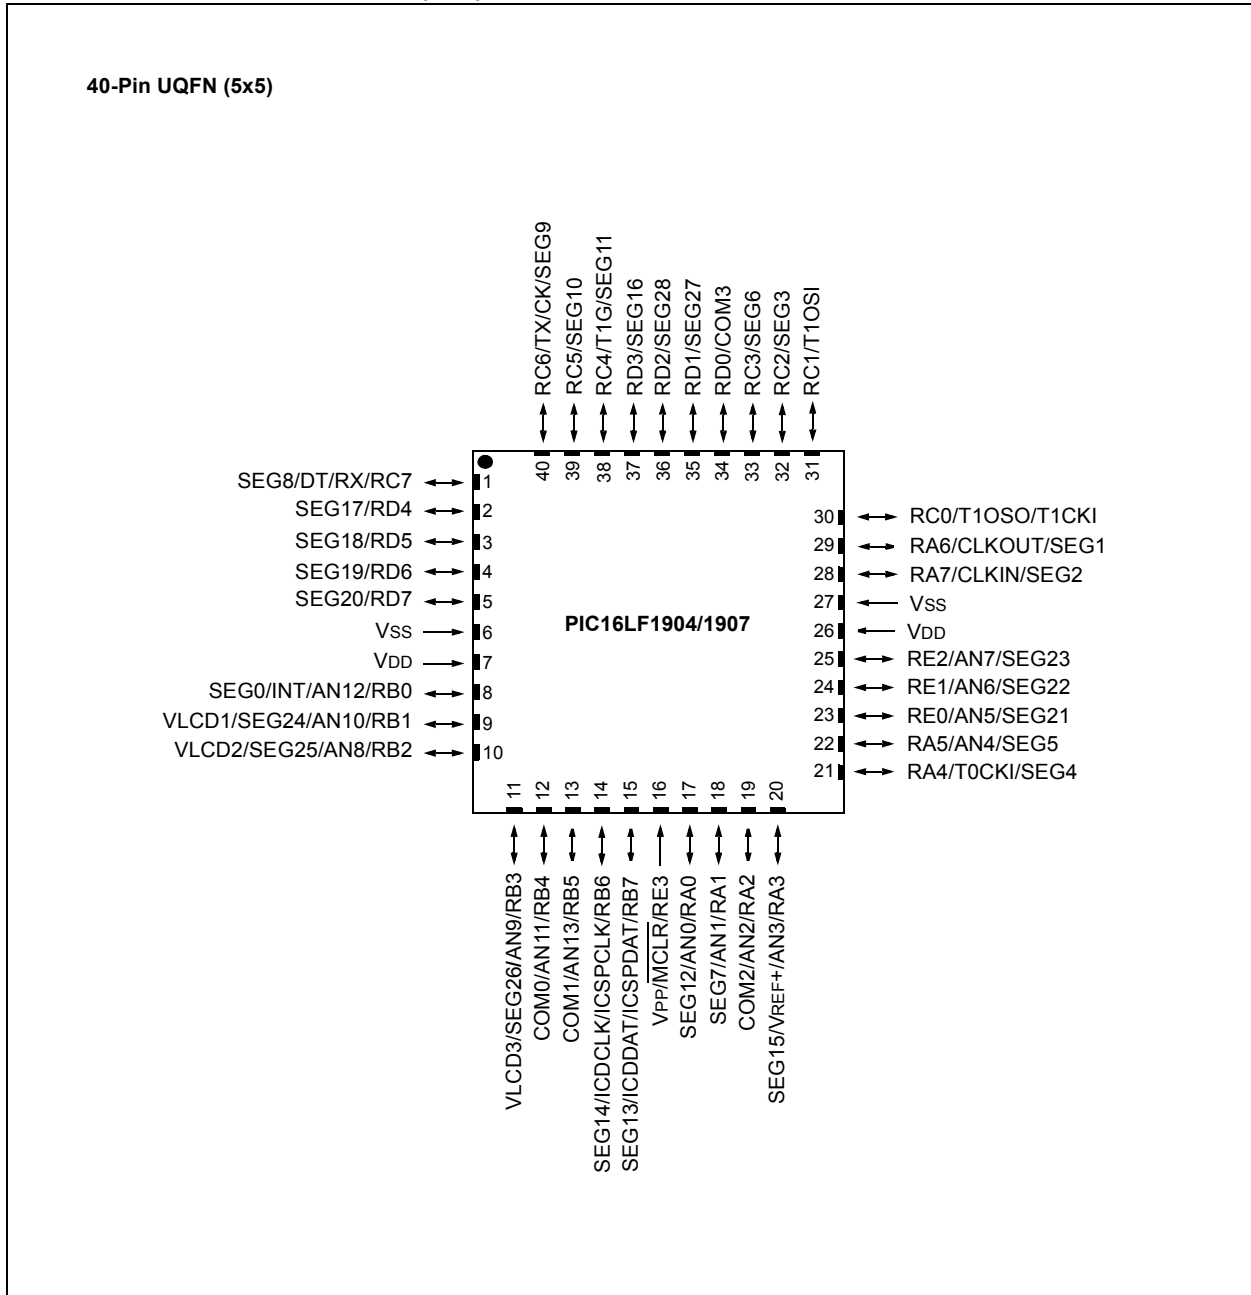 40-Pin UQFN (5x5)
RC6/TX/CK/SEG9
RC5/SEG10
RC4/T1G/SEG11
RD3/SEG16
RD2/SEG28
RD1/SEG27
RD0/COM3
RC3/SEG6
RC2/SEG3
RC1/T1OSI
40
39
38
37
36
35
34
33
32
31
SEG8/DT/RX/RC7 1
SEG17/RD4 2
SEG18/RD5 3
SEG19/RD6 4
SEG20/RD7 5
VSS 6
VDD 7
SEG0/INT/AN12/RB0 8
VLCD1/SEG24/AN10/RB1 9
VLCD2/SEG25/AN8/RB2 10
PIC16LF1904/1907
30 RC0/T1OSO/T1CKI
29 RA6/CLKOUT/SEG1
28 RA7/CLKIN/SEG2
27 VSS
26 VDD
25 RE2/AN7/SEG23
24 RE1/AN6/SEG22
23 RE0/AN5/SEG21
22 RA5/AN4/SEG5
21 RA4/T0CKI/SEG4
11
12
13
14
15
16
17
18
19
20
VLCD3/SEG26/AN9/RB3
COM0/AN11/RB4
COM1/AN13/RB5
SEG14/ICDCLK/ICSPCLK/RB6
SEG13/ICDDAT/ICSPDAT/RB7
VPP/MCLR/RE3
SEG12/AN0/RA0
SEG7/AN1/RA1
COM2/AN2/RA2
SEG15/VREF+/AN3/RA3